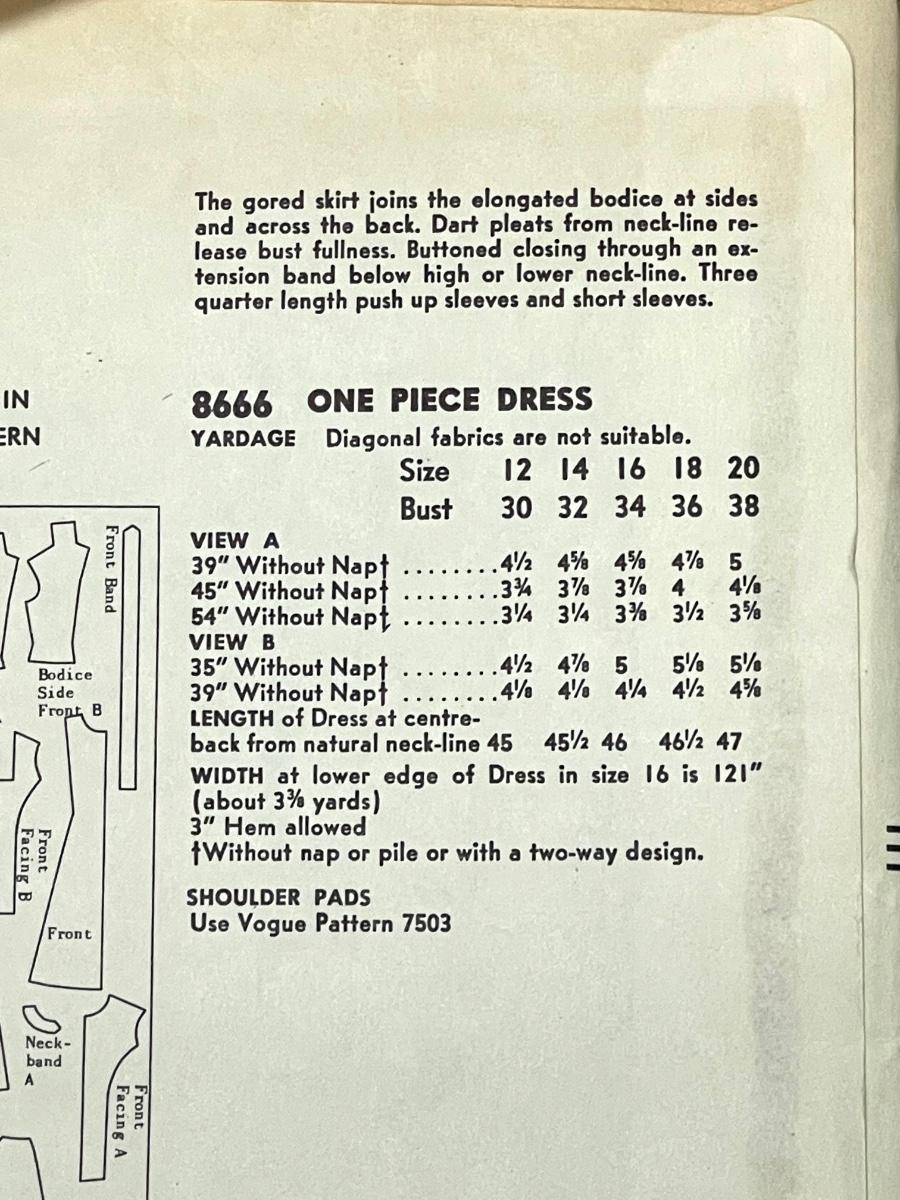 The gored skirt joins the elongated bodice at sides
and across the back. Dart pleats from neck-line re-
lease bust fullness. Buttoned closing through an ex-
tension band below high or lower neck-line. Three
quarter length push up sleeves and short sleeves.
IN
ERN
8666 ONE PIECE DRESS
YARDAGE Diagonal fabrics are not suitable.
Size 12 14 16 18 20
Bust 30 32 34 36 38
VIEW A
39" Without Nap† ........4½ 4⅝ 4⅝ 4⅞ 5
45" Without Nap† ........3¾ 3⅞ 3⅞ 4 4⅛
54" Without Nap† ........3¼ 3¼ 3⅜ 3½ 3⅝
VIEW B
35" Without Nap† ........4½ 4⅞ 5 5⅛ 5⅛
39" Without Nap† ........4⅛ 4⅛ 4¼ 4½ 4⅝
LENGTH of Dress at centre-
back from natural neck-line 45 45½ 46 46½ 47
WIDTH at lower edge of Dress in size 16 is 121"
(about 3⅜ yards)
3" Hem allowed
†Without nap or pile or with a two-way design.
SHOULDER PADS
Use Vogue Pattern 7503
Front Band
Bodice
Side
Front B
Front
Facing B
Front
Neck-
band
A
Front
Facing A